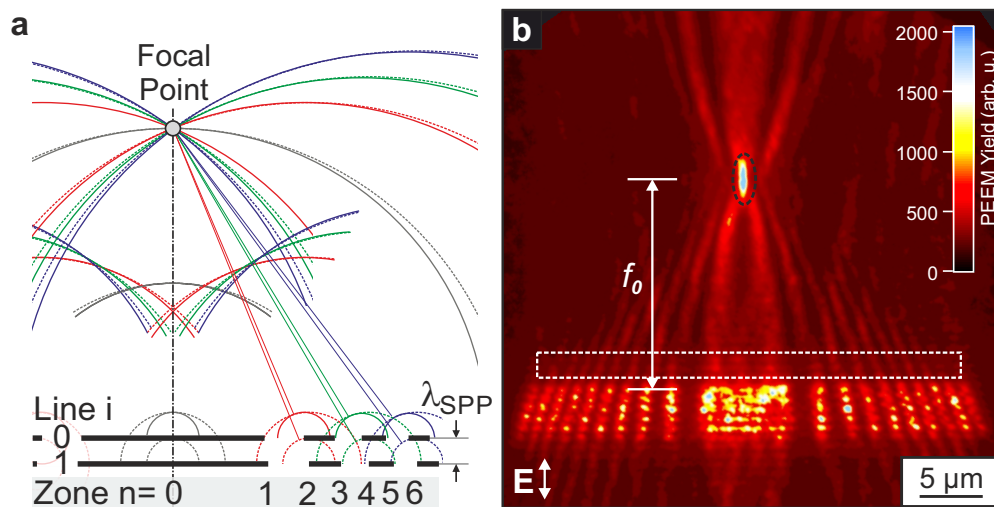 a
Focal
Point
Line i
0
1
λSPP
Zone n= 0 1 2 3 4 5 6
b
2000
1500
1000
500
0
PEEM Yield (arb. u.)
f0
E
5 µm